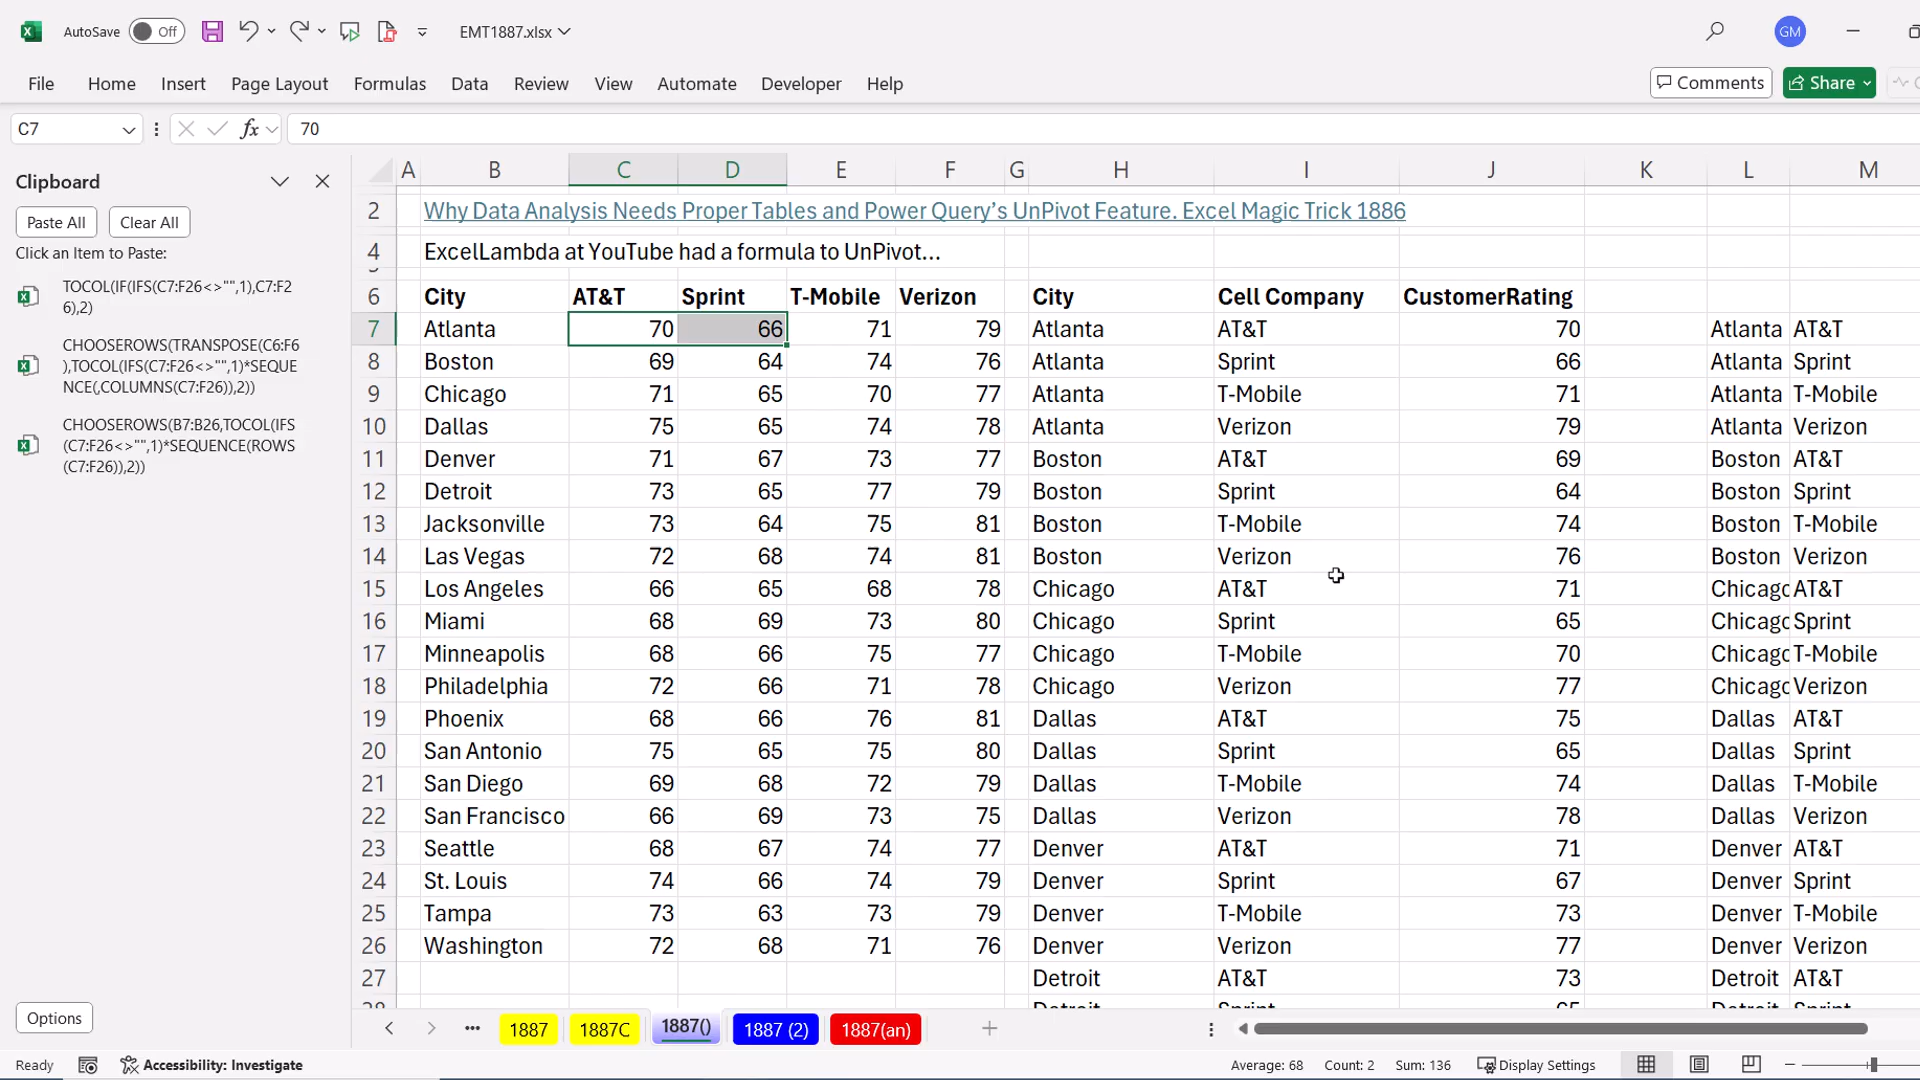 AutoSave Off EMT1887.xlsx GM
File Home Insert Page Layout Formulas Data Review View Automate Developer Help Comments Share
C7 fx 70
Clipboard
Paste All Clear All
Click an Item to Paste:
TOCOL(IF(IFS(C7:F26<>"",1),C7:F2
6),2)
CHOOSEROWS(TRANSPOSE(C6:F6
),TOCOL(IFS(C7:F26<>"",1)*SEQUE
NCE(,COLUMNS(C7:F26)),2))
CHOOSEROWS(B7:B26,TOCOL(IFS
(C7:F26<>"",1)*SEQUENCE(ROWS
(C7:F26)),2))
Options
A B C D E F G H I J K L M
2 Why Data Analysis Needs Proper Tables and Power Query's UnPivot Feature. Excel Magic Trick 1886
4 ExcelLambda at YouTube had a formula to UnPivot...
6 City AT&T Sprint T-Mobile Verizon City Cell Company CustomerRating
7 Atlanta 70 66 71 79 Atlanta AT&T 70 Atlanta AT&T
8 Boston 69 64 74 76 Atlanta Sprint 66 Atlanta Sprint
9 Chicago 71 65 70 77 Atlanta T-Mobile 71 Atlanta T-Mobile
10 Dallas 75 65 74 78 Atlanta Verizon 79 Atlanta Verizon
11 Denver 71 67 73 77 Boston AT&T 69 Boston AT&T
12 Detroit 73 65 77 79 Boston Sprint 64 Boston Sprint
13 Jacksonville 73 64 75 81 Boston T-Mobile 74 Boston T-Mobile
14 Las Vegas 72 68 74 81 Boston Verizon 76 Boston Verizon
15 Los Angeles 66 65 68 78 Chicago AT&T 71 Chicago AT&T
16 Miami 68 69 73 80 Chicago Sprint 65 Chicago Sprint
17 Minneapolis 68 66 75 77 Chicago T-Mobile 70 Chicago T-Mobile
18 Philadelphia 72 66 71 78 Chicago Verizon 77 Chicago Verizon
19 Phoenix 68 66 76 81 Dallas AT&T 75 Dallas AT&T
20 San Antonio 75 65 75 80 Dallas Sprint 65 Dallas Sprint
21 San Diego 69 68 72 79 Dallas T-Mobile 74 Dallas T-Mobile
22 San Francisco 66 69 73 75 Dallas Verizon 78 Dallas Verizon
23 Seattle 68 67 74 77 Denver AT&T 71 Denver AT&T
24 St. Louis 74 66 74 79 Denver Sprint 67 Denver Sprint
25 Tampa 73 63 73 79 Denver T-Mobile 73 Denver T-Mobile
26 Washington 72 68 71 76 Denver Verizon 77 Denver Verizon
27 Detroit AT&T 73 Detroit AT&T
1887 1887C 1887() 1887 (2) 1887(an)
Ready Accessibility: Investigate Average: 68 Count: 2 Sum: 136 Display Settings